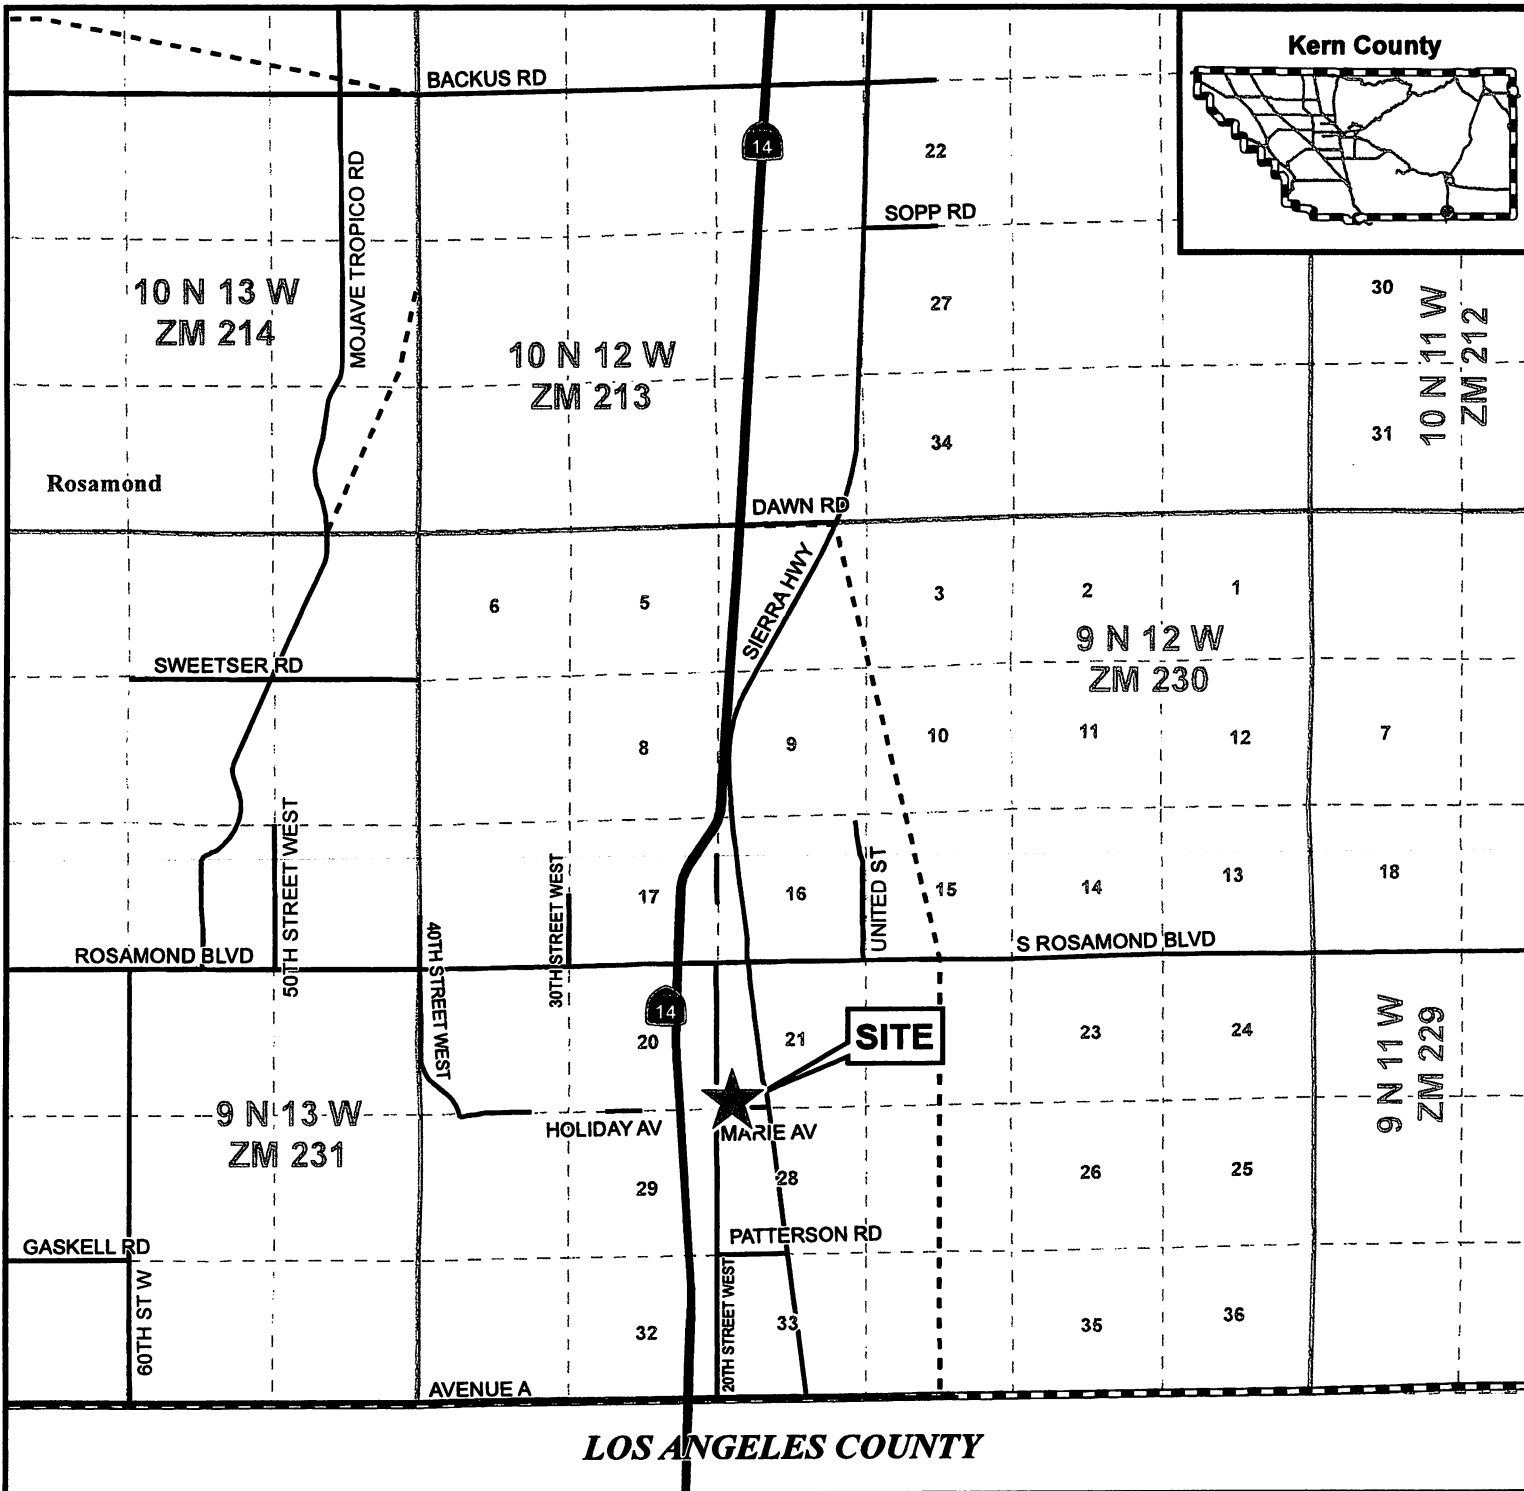 Kern County
BACKUS RD
14
22
MOJAVE TROPICO RD
SOPP RD
10 N 13 W
ZM 214
27
30
10 N 11 W
ZM 212
10 N 12 W
ZM 213
34
31
Rosamond
DAWN RD
SIERRA HWY
6
5
3
2
1
9 N 12 W
ZM 230
SWEETSER RD
8
9
10
11
12
7
50TH STREET WEST
30TH STREET WEST
17
16
UNITED ST
15
14
13
18
ROSAMOND BLVD
40TH STREET WEST
S ROSAMOND BLVD
14
20
21
SITE
23
24
9 N 11 W
ZM 229
9 N 13 W
ZM 231
HOLIDAY AV
MARIE AV
29
28
26
25
GASKELL RD
PATTERSON RD
60TH ST W
20TH STREET WEST
32
33
35
36
AVENUE A
LOS ANGELES COUNTY